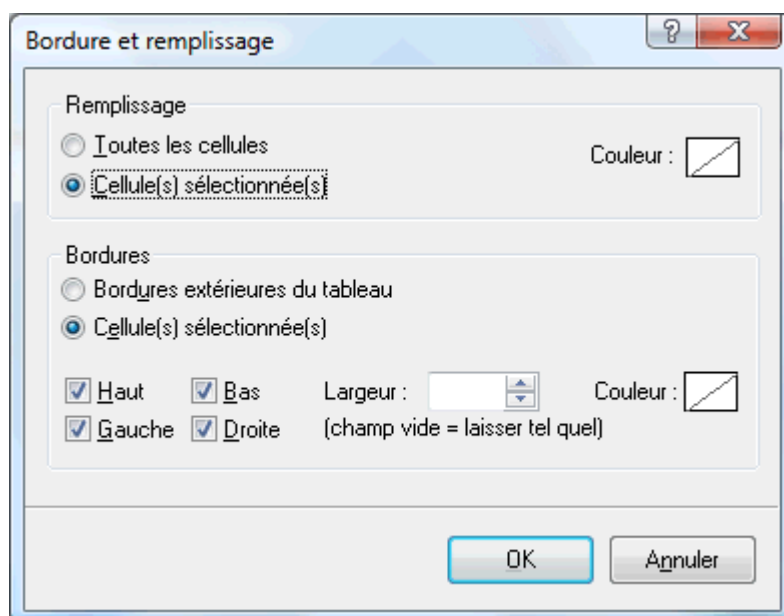 Bordure et remplissage
Remplissage
Toutes les cellules
Couleur :
Cellule(s) sélectionnée(s)
Bordures
Bordures extérieures du tableau
Cellule(s) sélectionnée(s)
Haut Bas Largeur : Couleur :
Gauche Droite (champ vide = laisser tel quel)
OK Annuler